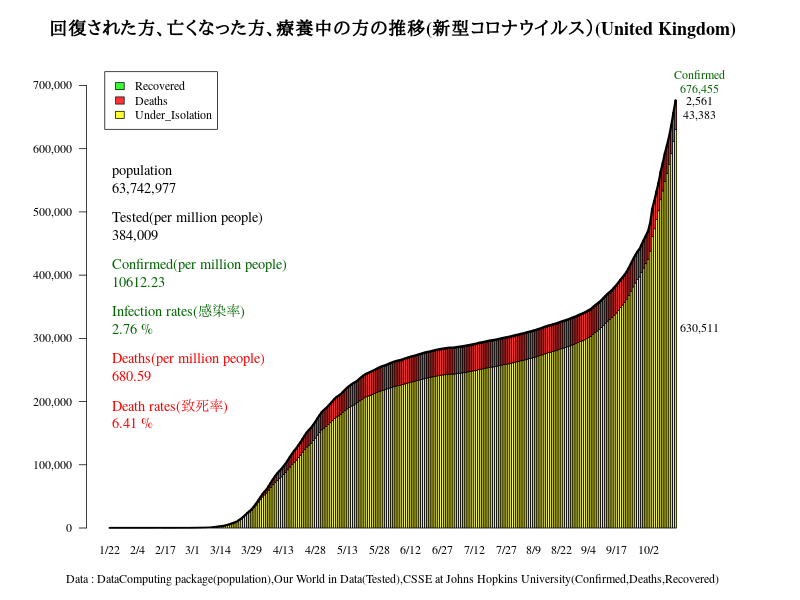 回復された方、亡くなった方、療養中の方の推移(新型コロナウイルス)(United Kingdom)
Confirmed
676,455
2,561
43,383
630,511
Recovered
Deaths
Under_Isolation
population
63,742,977
Tested(per million people)
384,009
Confirmed(per million people)
10612.23
Infection rates(感染率)
2.76 %
Deaths(per million people)
680.59
Death rates(致死率)
6.41 %
700,000
600,000
500,000
400,000
300,000
200,000
100,000
0
1/22 2/4 2/17 3/1 3/14 3/29 4/13 4/28 5/13 5/28 6/12 6/27 7/12 7/27 8/9 8/22 9/4 9/17 10/2
Data : DataComputing package(population),Our World in Data(Tested),CSSE at Johns Hopkins University(Confirmed,Deaths,Recovered)